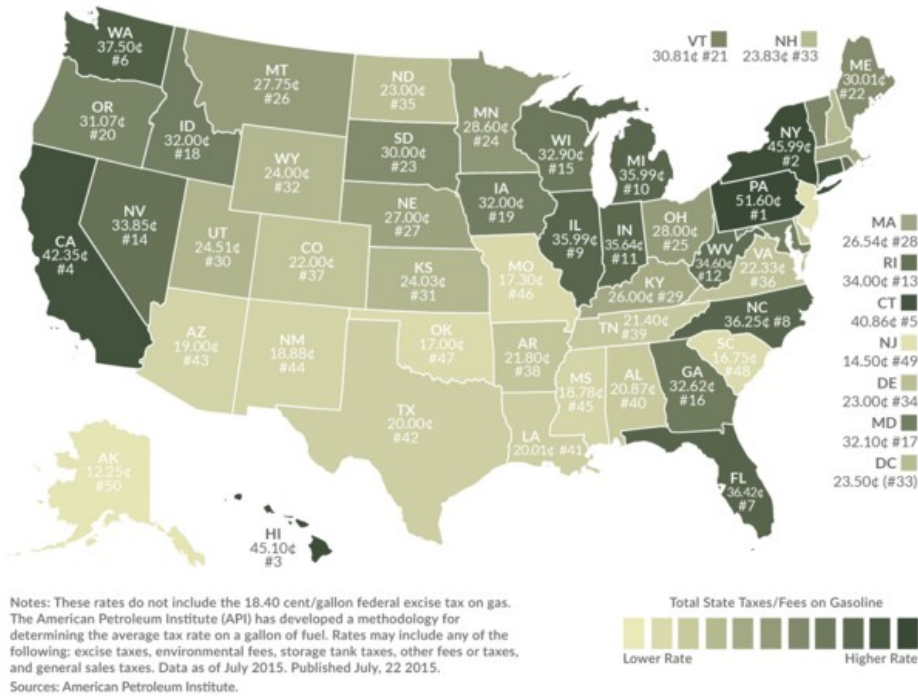 WA
37.50¢
#6
MT
27.75¢
#26
ND
23.00¢
#35
MN
28.60¢
#24
VT
30.81¢ #21
NH
23.83¢ #33
ME
30.01¢
#22
OR
31.07¢
#20
ID
32.00¢
#18
WY
24.00¢
#32
SD
30.00¢
#23
WI
32.90¢
#15
MI
35.99¢
#10
NY
45.99¢
#2
PA
51.60¢
#1
CA
42.35¢
#4
NV
33.85¢
#14
UT
24.51¢
#30
CO
22.00¢
#37
NE
27.00¢
#27
IA
32.00¢
#19
KS
24.03¢
#31
MO
17.30¢
#46
IL
35.99¢
#9
IN
35.64¢
#11
OH
28.00¢
#25
WV
34.60¢
#12
VA
22.33¢
#36
KY
26.00¢ #29
NC
36.25¢ #8
TN 21.40¢
#39
SC
16.75¢
#48
AZ
19.00¢
#43
NM
18.88¢
#44
OK
17.00¢
#47
AR
21.80¢
#38
MS
18.78¢
#45
AL
20.87¢
#40
GA
32.62¢
#16
TX
20.00¢
#42
LA
20.01¢ #41
FL
36.42¢
#7
AK
12.25¢
#50
HI
45.10¢
#3
MA
26.54¢ #28
RI
34.00¢ #13
CT
40.86¢ #5
NJ
14.50¢ #49
DE
23.00¢ #34
MD
32.10¢ #17
DC
23.50¢ (#33)
Notes: These rates do not include the 18.40 cent/gallon federal excise tax on gas.
The American Petroleum Institute (API) has developed a methodology for
determining the average tax rate on a gallon of fuel. Rates may include any of the
following: excise taxes, environmental fees, storage tank taxes, other fees or taxes,
and general sales taxes. Data as of July 2015. Published July, 22 2015.
Sources: American Petroleum Institute.
Total State Taxes/Fees on Gasoline
Lower Rate
Higher Rate